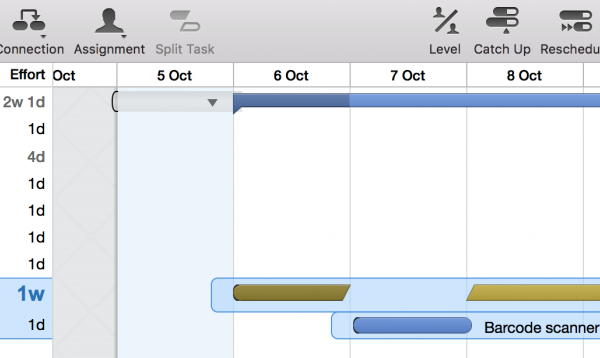 Connection Assignment Split Task Level Catch Up Reschedu
Effort Oct 5 Oct 6 Oct 7 Oct 8 Oct
2w 1d
1d
4d
1d
1d
1d
1d
1w
1d Barcode scanner